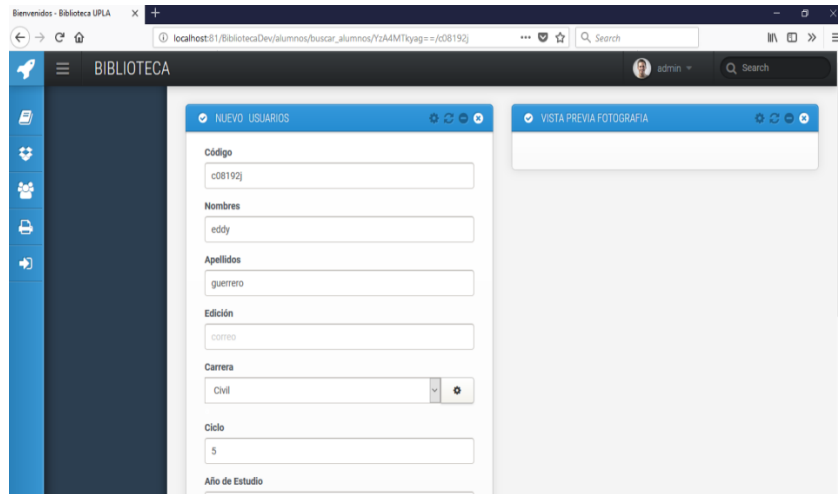 Bienvenidos - Biblioteca UPLA
localhost:81/BibliotecaDev/alumnos/buscar_alumnos/YzA4MTkyag==/c08192j
Search
BIBLIOTECA
admin
Search
NUEVO USUARIOS
VISTA PREVIA FOTOGRAFIA
Código
c08192j
Nombres
eddy
Apellidos
guerrero
Edición
correo
Carrera
Civil
Ciclo
5
Año de Estudio